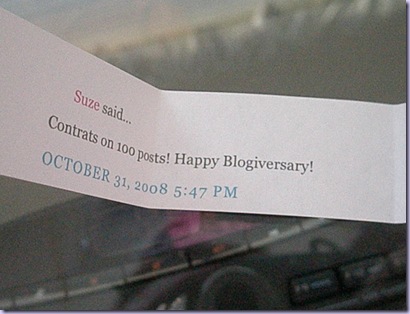 Suze said...
Contrats on 100 posts! Happy Blogiversary!
OCTOBER 31, 2008 5:47 PM